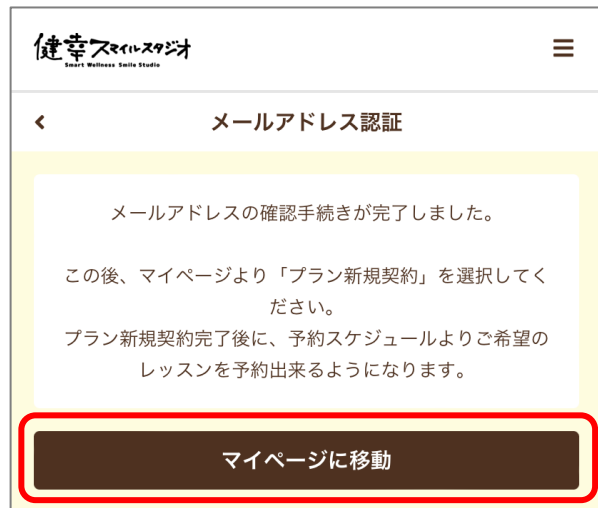 健幸スマイルスタジオ
Smart Wellness Smile Studio
メールアドレス認証
メールアドレスの確認手続きが完了しました。
この後、マイページより「プラン新規契約」を選択してく
ださい。
プラン新規契約完了後に、予約スケジュールよりご希望の
レッスンを予約出来るようになります。
マイページに移動